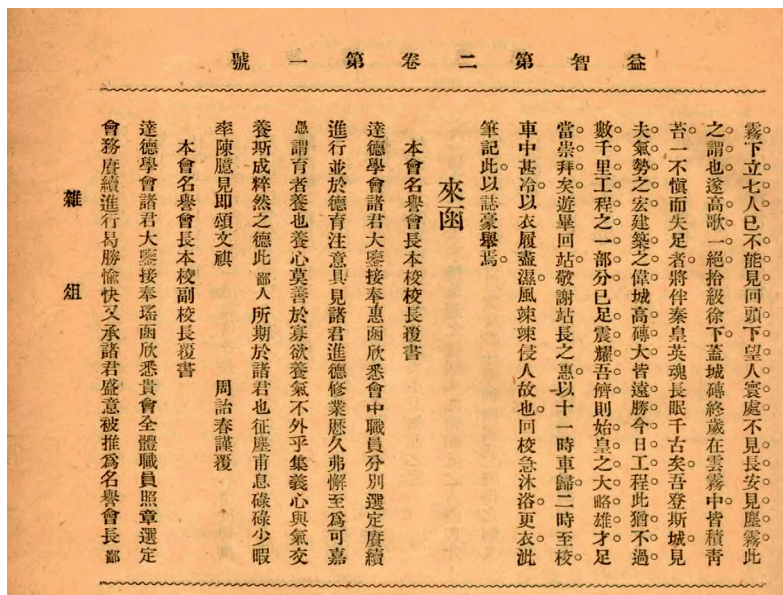 益智第二卷第一號
霧下立七人已不能見回頭下望人寰處不見長安見塵霧此
之謂也遂高歌一絕拾級徐下蓋城磚終歲在雲霧中皆積靑
苔一不愼而失足者將伴秦皇英魂長眠千古矣吾登斯城見
夫氣勢之宏建築之偉城高磚大皆遠勝今日工程此猶不過
數千里工程之一部分已足震耀吾儕則始皇之大略雄才足
當崇拜矣遊畢回站敬謝站長之惠以十一時車歸二時至校
車中甚冷以衣履盡濕風竦竦侵人故也回校急沐浴更衣泚
筆記此以誌豪舉焉
來函
本會名譽會長本校校長覆書
達德學會諸君大鑒接奉惠函欣悉會中職員分別選定賡續
進行並於德育注意具見諸君進德修業歷久弗懈至爲可嘉
愚謂育者養也養心莫善於寡欲養氣不外乎集義心與氣交
養斯成粹然之德此鄙人所期於諸君也征塵甫息碌碌少暇
率陳臆見卽頌文祺　周詒春謹覆
本會名譽會長本校副校長覆書
達德學會諸君大鑒接奉瑤函欣悉貴會全體職員照章選定
會務賡續進行曷勝愉快又承諸君盛意被推爲名譽會長鄙
雜俎